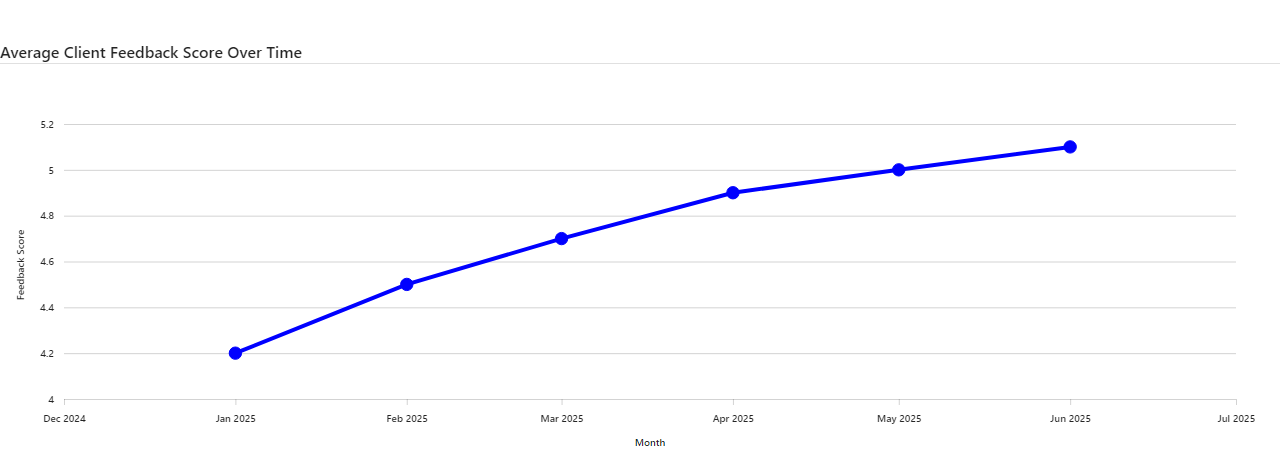 Average Client Feedback Score Over Time
5.2
5
4.8
4.6
4.4
4.2
4
Feedback Score
Dec 2024 Jan 2025 Feb 2025 Mar 2025 Apr 2025 May 2025 Jun 2025 Jul 2025
Month